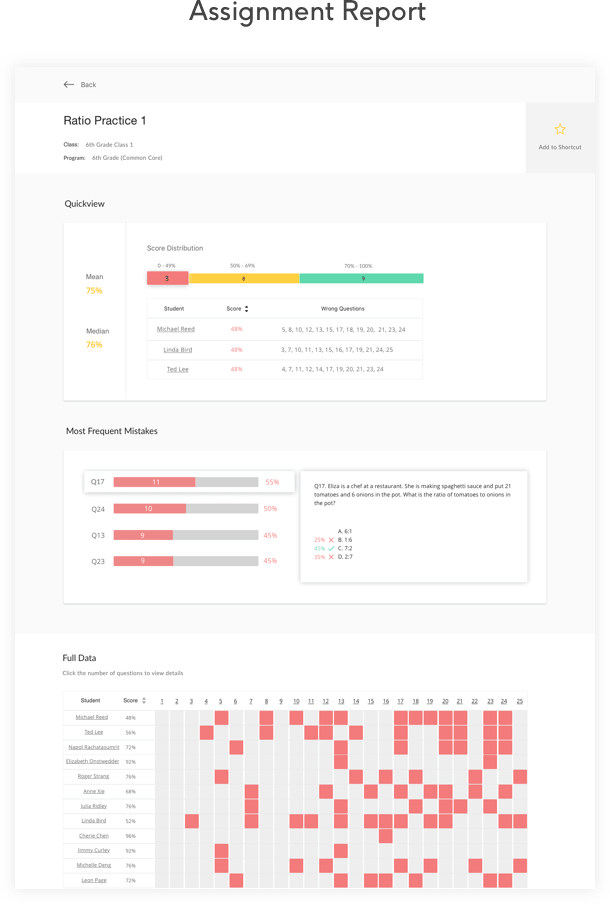 Assignment Report
← Back
Ratio Practice 1
Class: 6th Grade Class 1
Program: 6th Grade (Common Core)
Add to Shortcut
Quickview
Mean
75%
Median
76%
Score Distribution
0 - 49% 50% - 69% 70% - 100%
3 8 9
Student Score Wrong Questions
Michael Reed 48% 5, 8, 10, 12, 13, 15, 17, 18, 19, 20, 21, 23, 24
Linda Bird 48% 3, 7, 10, 11, 13, 15, 16, 17, 19, 21, 24, 25
Ted Lee 48% 4, 7, 11, 12, 14, 17, 19, 20, 21, 23, 24
Most Frequent Mistakes
Q17 11 55%
Q24 10 50%
Q13 9 45%
Q23 9 45%
Q17. Eliza is a chef at a restaurant. She is making spaghetti sauce and put 21
tomatoes and 6 onions in the pot. What is the ratio of tomatoes to onions in
the pot?
A. 6:1
25% B. 1:6
45% C. 7:2
C. 7:2
D. 2:7
Full Data
Click the number of questions to view details
Student Score 1 2 3 4 5 6 7 8 9 10 11 12 13 14 15 16 17 18 19 20 21 22 23 24 25
Michael Reed 48%
Ted Lee 56%
Napol Rachatasumrit 72%
Elizabeth Onstwedder 92%
Roger Strang 76%
Anne Xie 68%
Julia Ridley 76%
Linda Bird 52%
Cherie Chen 96%
Jimmy Curley 92%
Michelle Deng 76%
Leon Page 72%